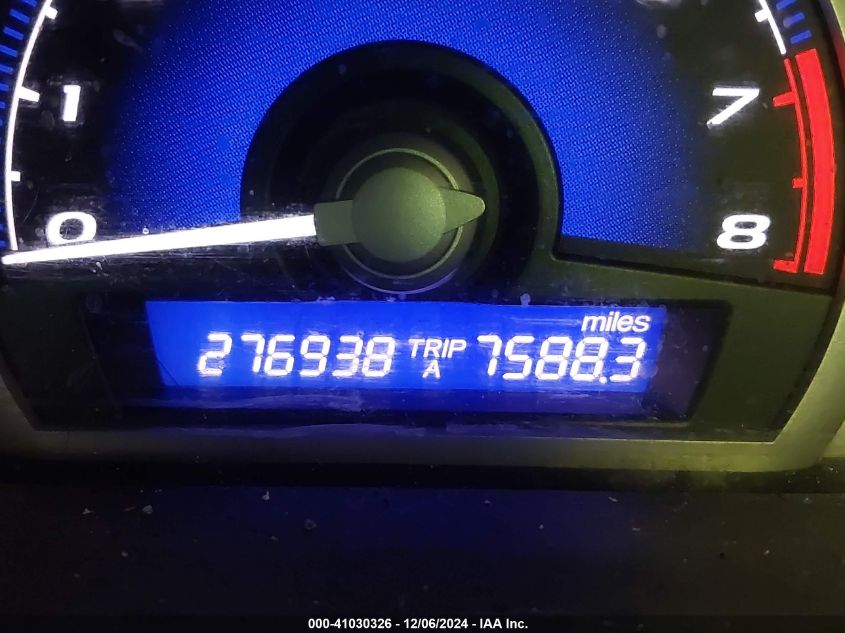 1 7
0 8
miles
276938 TRIP A 7588.3
000-41030326 - 12/06/2024 - IAA Inc.